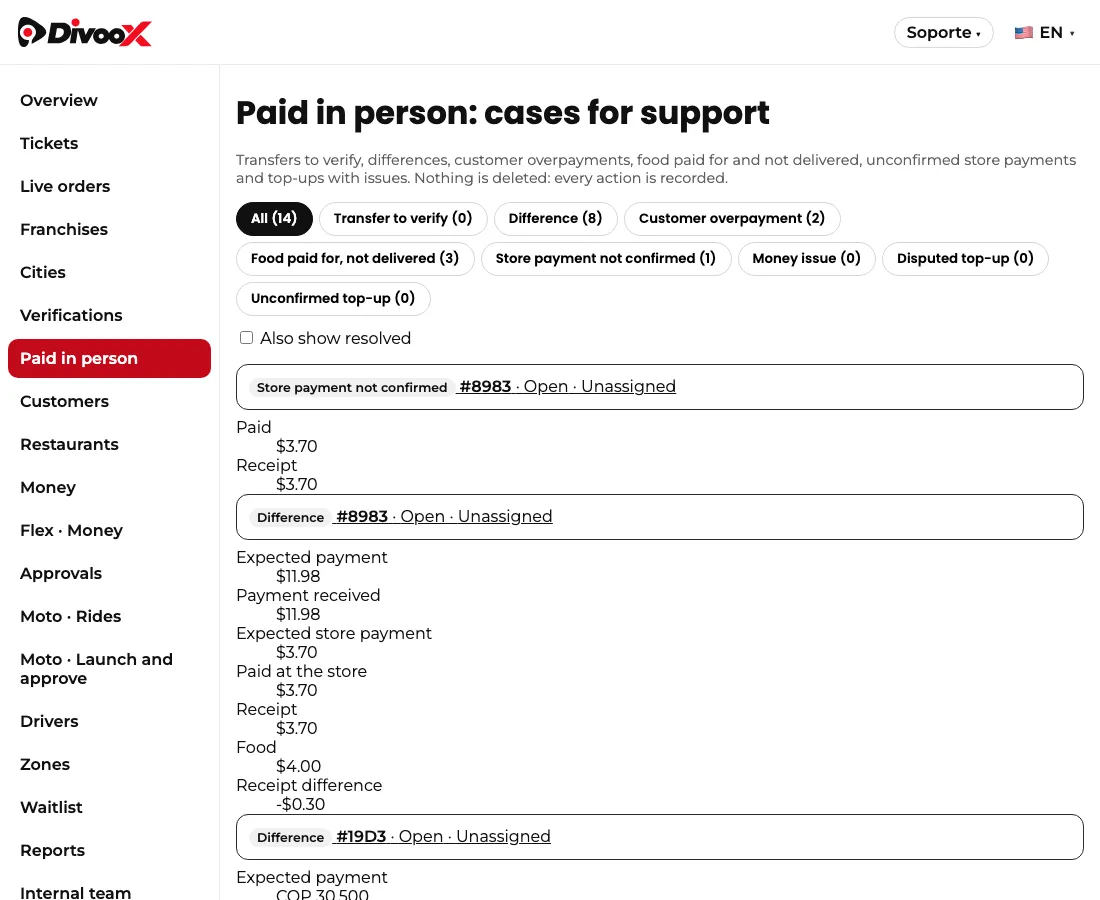 DivooX
Soporte ▾
EN ▾
Overview
Tickets
Live orders
Franchises
Cities
Verifications
Paid in person
Customers
Restaurants
Money
Flex · Money
Approvals
Moto · Rides
Moto · Launch and
approve
Drivers
Zones
Waitlist
Reports
Internal team
Paid in person: cases for support
Transfers to verify, differences, customer overpayments, food paid for and not delivered, unconfirmed store payments
and top-ups with issues. Nothing is deleted: every action is recorded.
All (14) Transfer to verify (0) Difference (8) Customer overpayment (2)
Food paid for, not delivered (3) Store payment not confirmed (1) Money issue (0) Disputed top-up (0)
Unconfirmed top-up (0)
Also show resolved
Store payment not confirmed #8983 · Open · Unassigned
Paid
$3.70
Receipt
$3.70
Difference #8983 · Open · Unassigned
Expected payment
$11.98
Payment received
$11.98
Expected store payment
$3.70
Paid at the store
$3.70
Receipt
$3.70
Food
$4.00
Receipt difference
-$0.30
Difference #19D3 · Open · Unassigned
Expected payment
COP 30,500